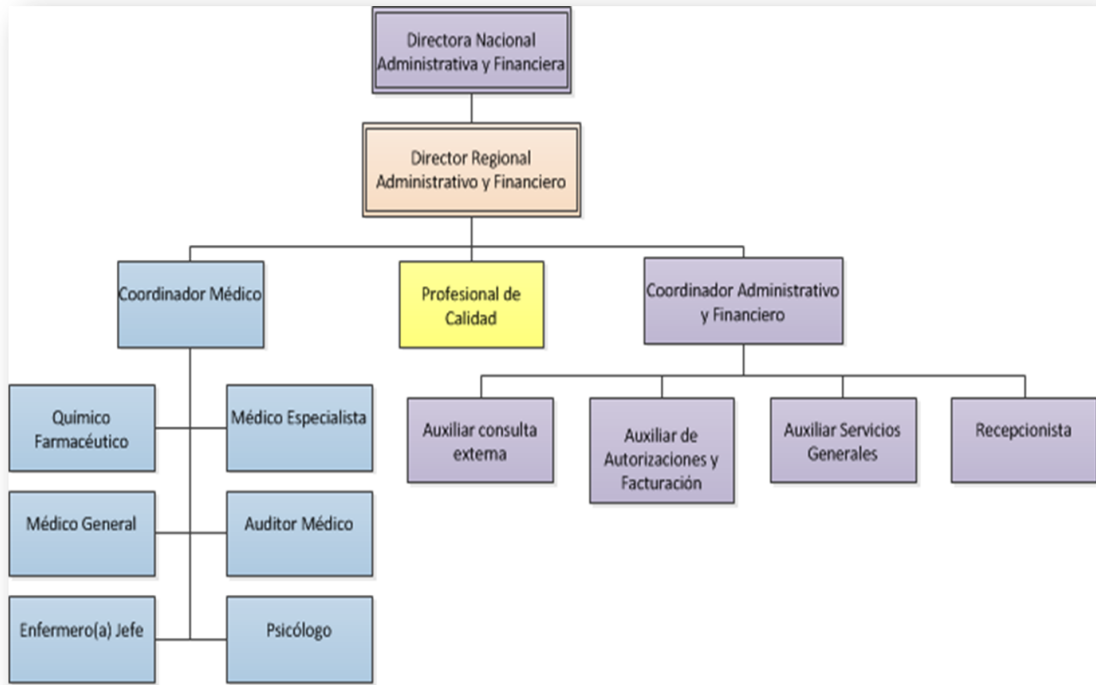 Directora Nacional
Administrativa y Financiera
Director Regional
Administrativo y Financiero
Coordinador Médico
Profesional de
Calidad
Coordinador Administrativo
y Financiero
Químico
Farmacéutico
Médico Especialista
Médico General
Auditor Médico
Enfermero(a) Jefe
Psicólogo
Auxiliar consulta
externa
Auxiliar de
Autorizaciones y
Facturación
Auxiliar Servicios
Generales
Recepcionista